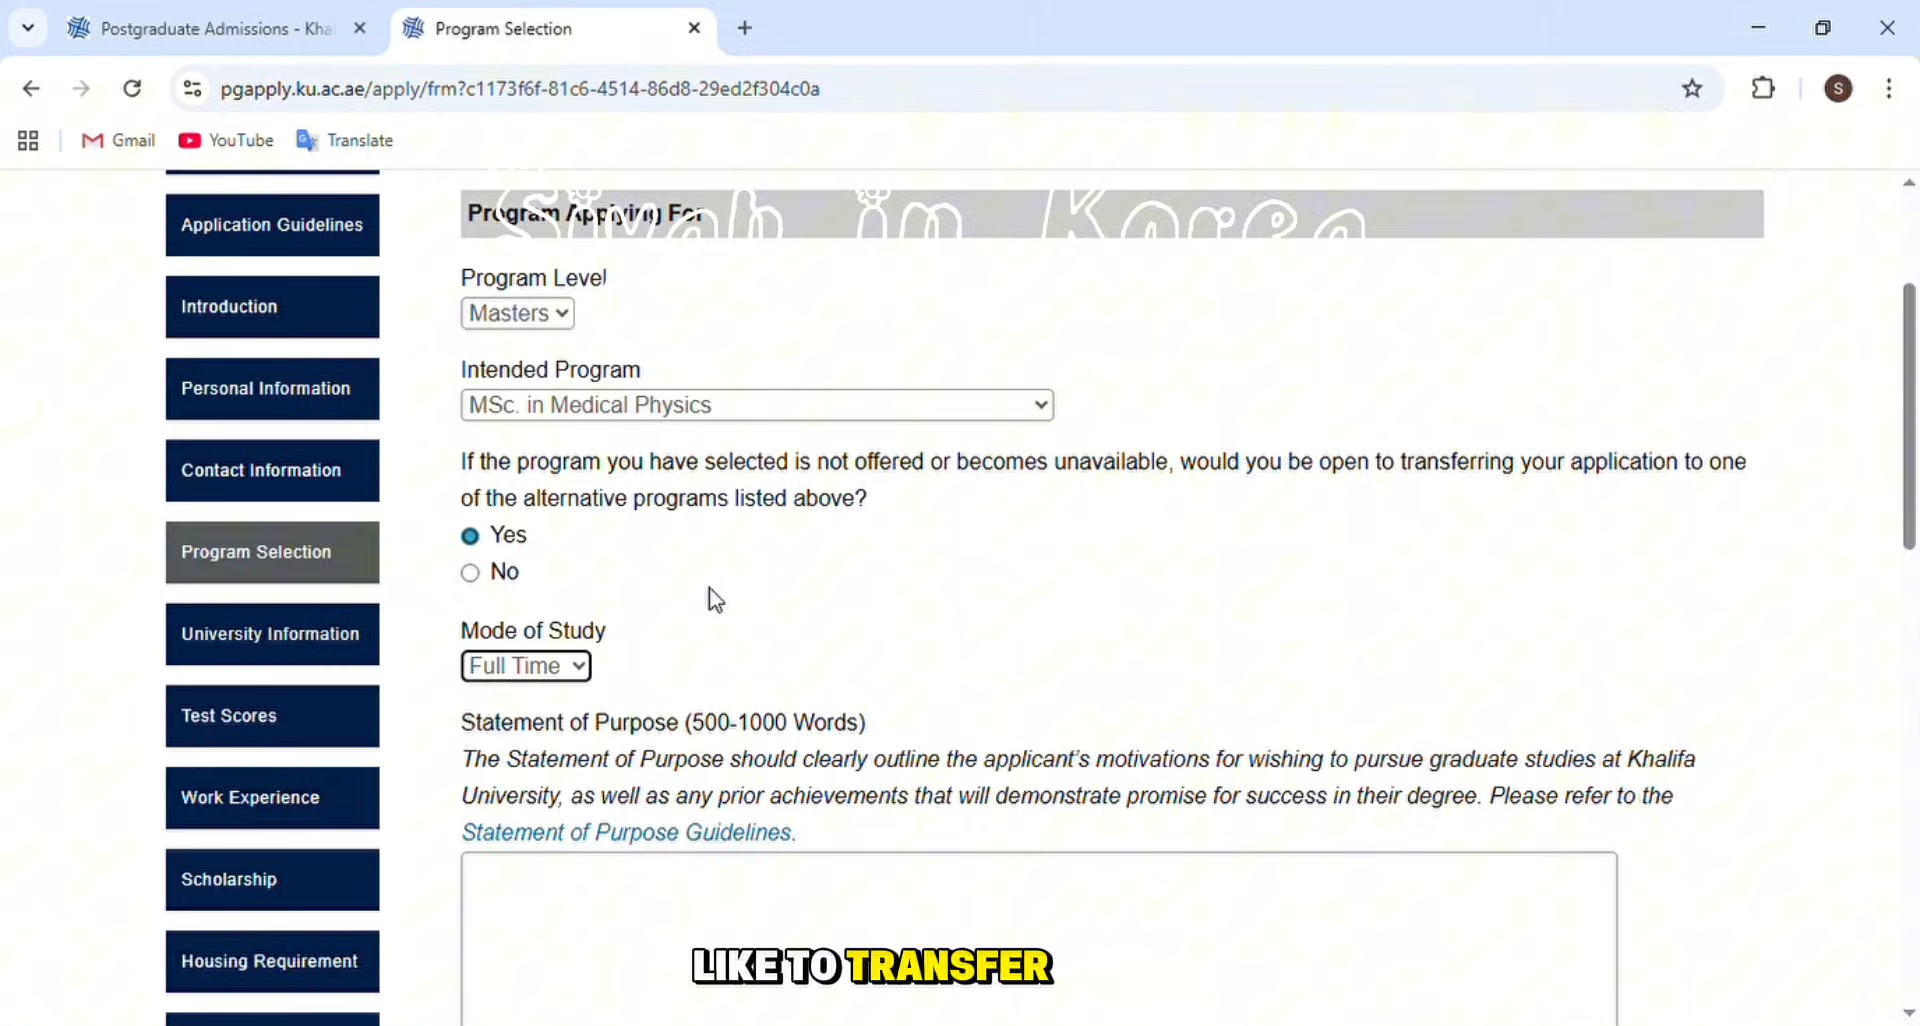 Postgraduate Admissions - Kha
Program Selection
pgapply.ku.ac.ae/apply/frm?c1173f6f-81c6-4514-86d8-29ed2f304c0a
S
Gmail
YouTube
Translate
Application Guidelines
Introduction
Personal Information
Contact Information
Program Selection
University Information
Test Scores
Work Experience
Scholarship
Housing Requirement
Sirah in Korea
Program Applying For
Program Level
Masters
Intended Program
MSc. in Medical Physics
If the program you have selected is not offered or becomes unavailable, would you be open to transferring your application to one
of the alternative programs listed above?
Yes
No
Mode of Study
Full Time
Statement of Purpose (500-1000 Words)
The Statement of Purpose should clearly outline the applicant's motivations for wishing to pursue graduate studies at Khalifa
University, as well as any prior achievements that will demonstrate promise for success in their degree. Please refer to the
Statement of Purpose Guidelines.
LIKE TO TRANSFER